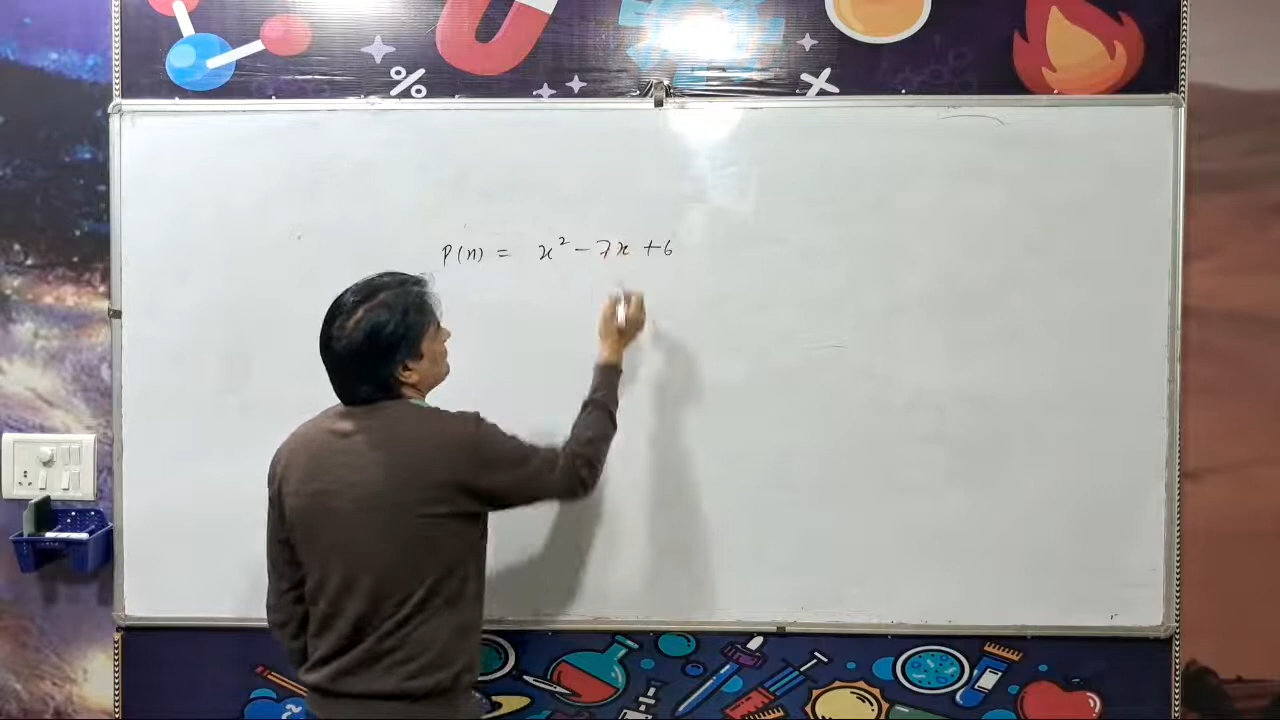 %
P(x) = x² - 7x + 6